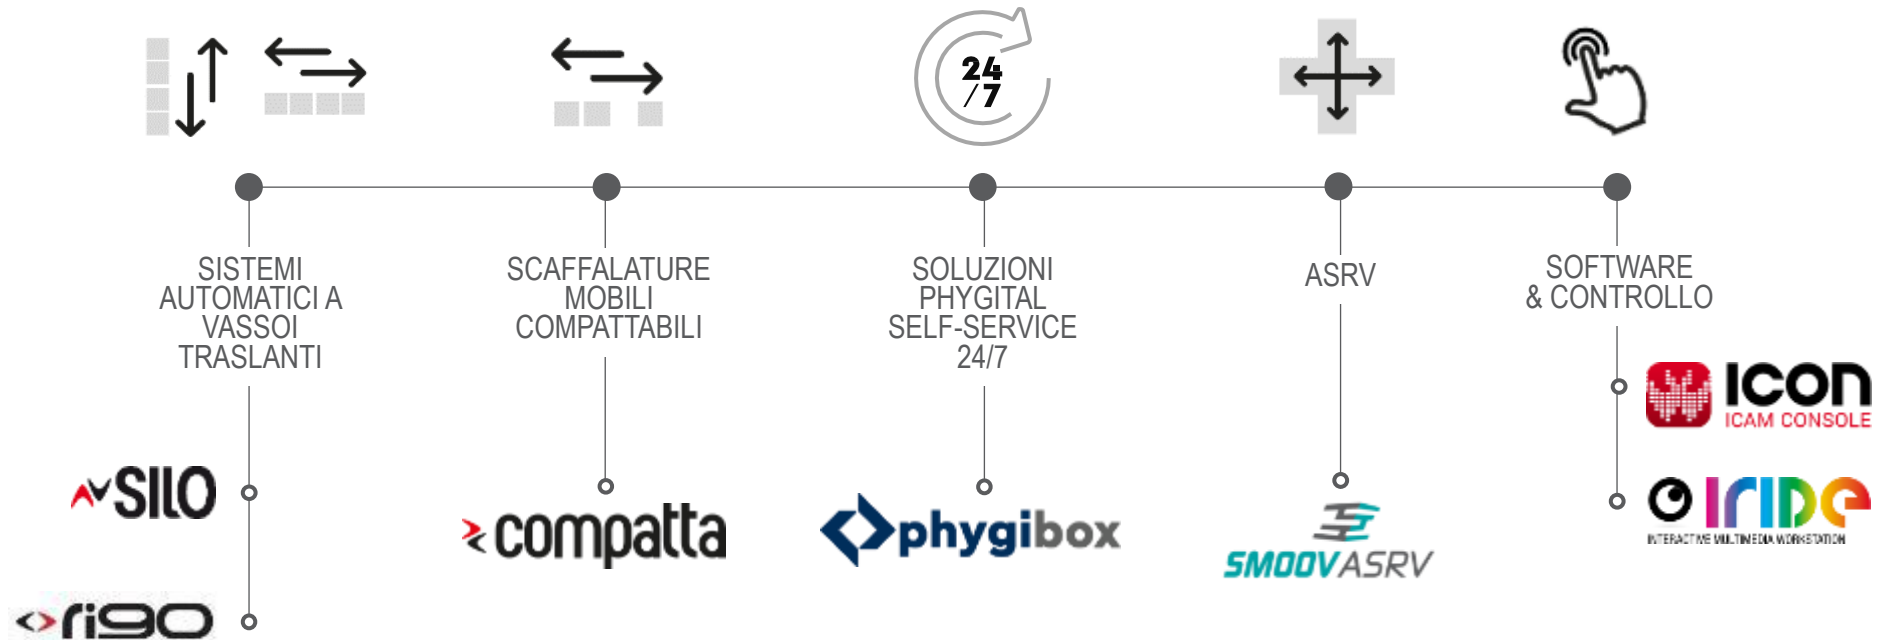 24
/7
SISTEMI
AUTOMATICI A
VASSOI
TRASLANTI
SILO
rigo
SCAFFALATURE
MOBILI
COMPATTABILI
compatta
SOLUZIONI
PHYGITAL
SELF-SERVICE
24/7
phygibox
ASRV
SMOOVASRV
SOFTWARE
& CONTROLLO
ICON
ICAM CONSOLE
IRIDE
INTERACTIVE MULTIMEDIA WORKSTATION